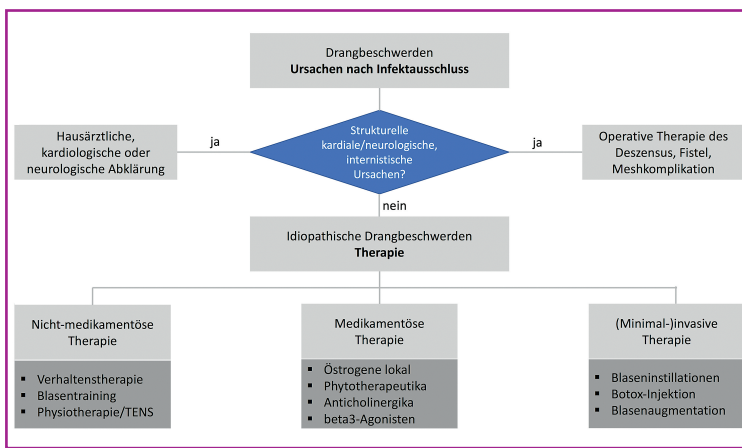 Drangbeschwerden
Ursachen nach Infektausschluss
Hausärztliche,
kardiologische oder
neurologische Abklärung
ja
Strukturelle
kardiale/neurologische,
internistische
Ursachen?
ja
Operative Therapie des
Deszensus, Fistel,
Meshkomplikation
nein
Idiopathische Drangbeschwerden
Therapie
Nicht-medikamentöse
Therapie
▪ Verhaltenstherapie
▪ Blasentraining
▪ Physiotherapie/TENS
Medikamentöse
Therapie
▪ Östrogene lokal
▪ Phytotherapeutika
▪ Anticholinergika
▪ beta3-Agonisten
(Minimal-)invasive
Therapie
▪ Blaseninstillationen
▪ Botox-Injektion
▪ Blasenaugmentation